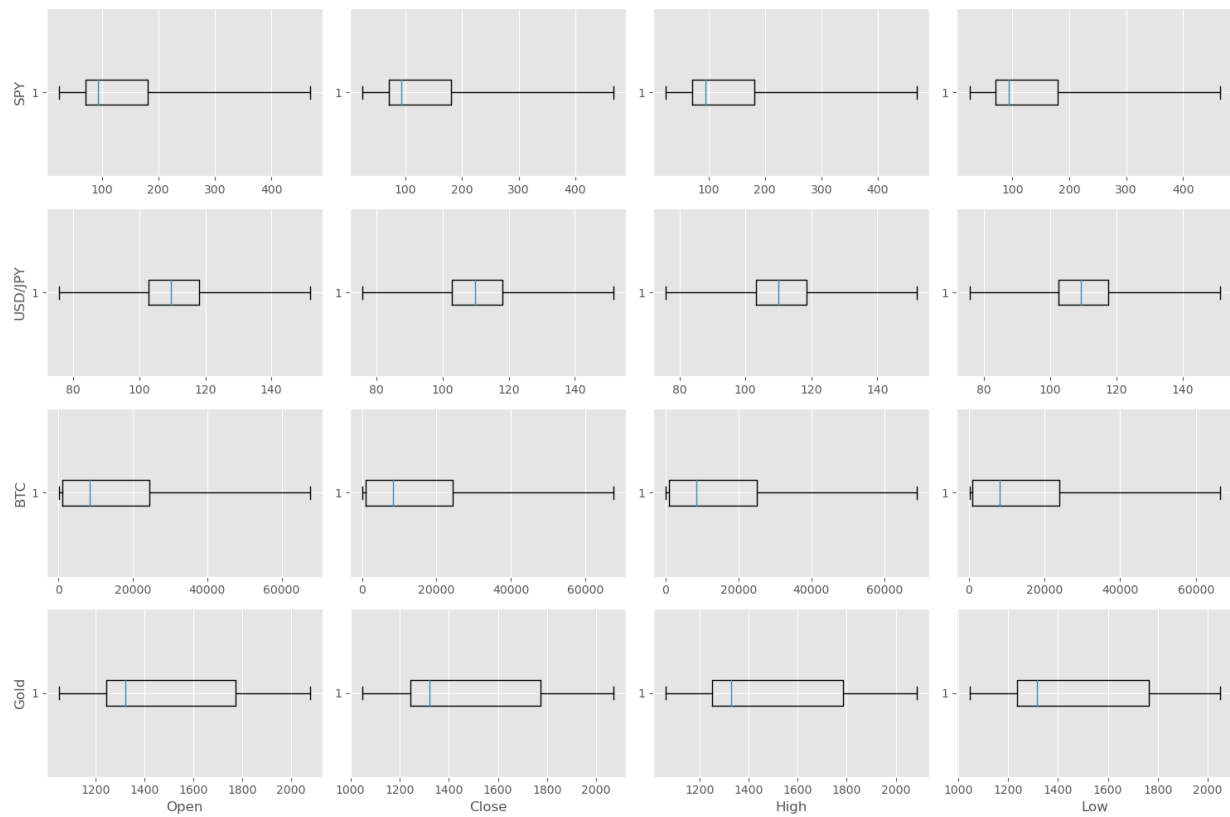 SPY 1 1 1 1
100 200 300 400 100 200 300 400 100 200 300 400 100 200 300 400
USD/JPY 1 1 1 1
80 100 120 140 80 100 120 140 80 100 120 140 80 100 120 140
BTC 1 1 1 1
0 20000 40000 60000 0 20000 40000 60000 0 20000 40000 60000 0 20000 40000 60000
Gold 1 1 1 1
1200 1400 1600 1800 2000 1000 1200 1400 1600 1800 2000 1200 1400 1600 1800 2000 1000 1200 1400 1600 1800 2000
Open Close High Low